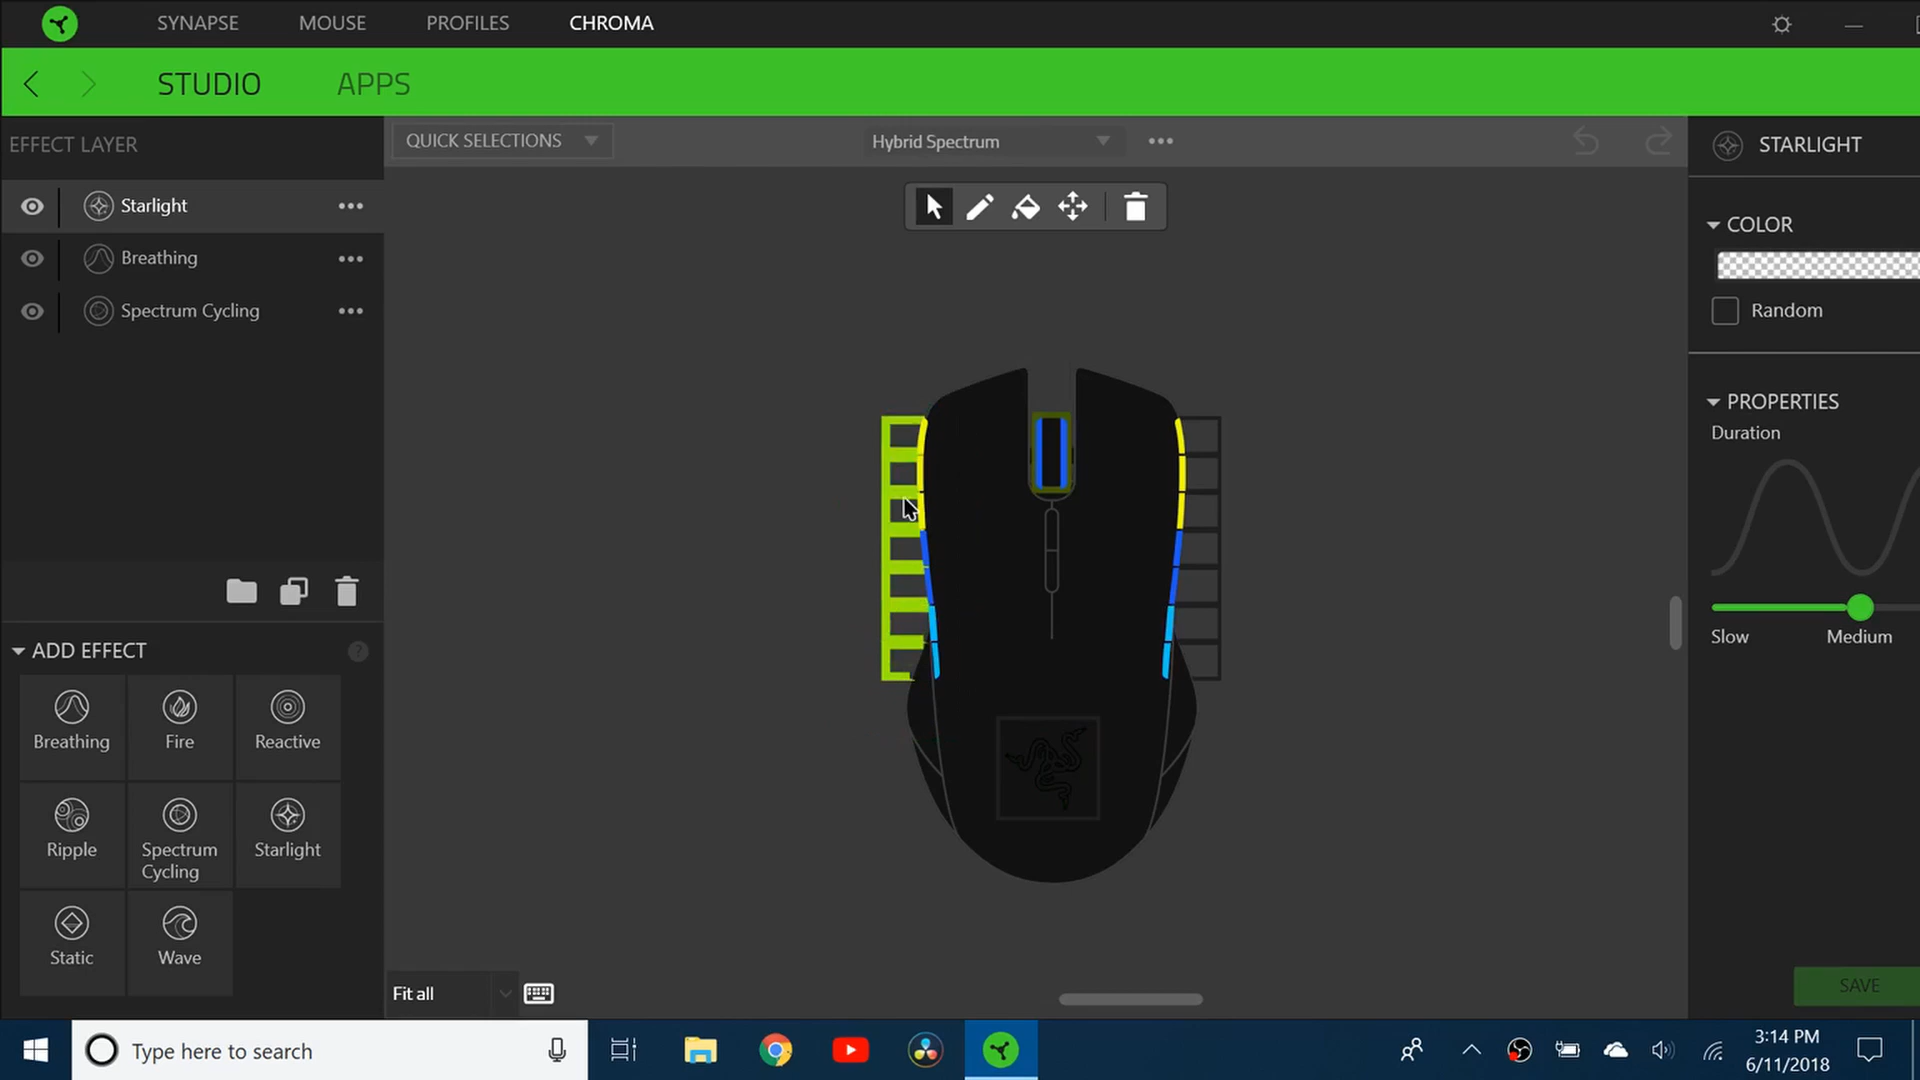 SYNAPSE MOUSE PROFILES CHROMA
STUDIO APPS
EFFECT LAYER
QUICK SELECTIONS
Hybrid Spectrum
STARLIGHT
Starlight
Breathing
Spectrum Cycling
COLOR
Random
PROPERTIES
Duration
Slow Medium
ADD EFFECT
?
Breathing Fire Reactive
Ripple Spectrum Cycling Starlight
Static Wave
Fit all
SAVE
Type here to search
3:14 PM
6/11/2018